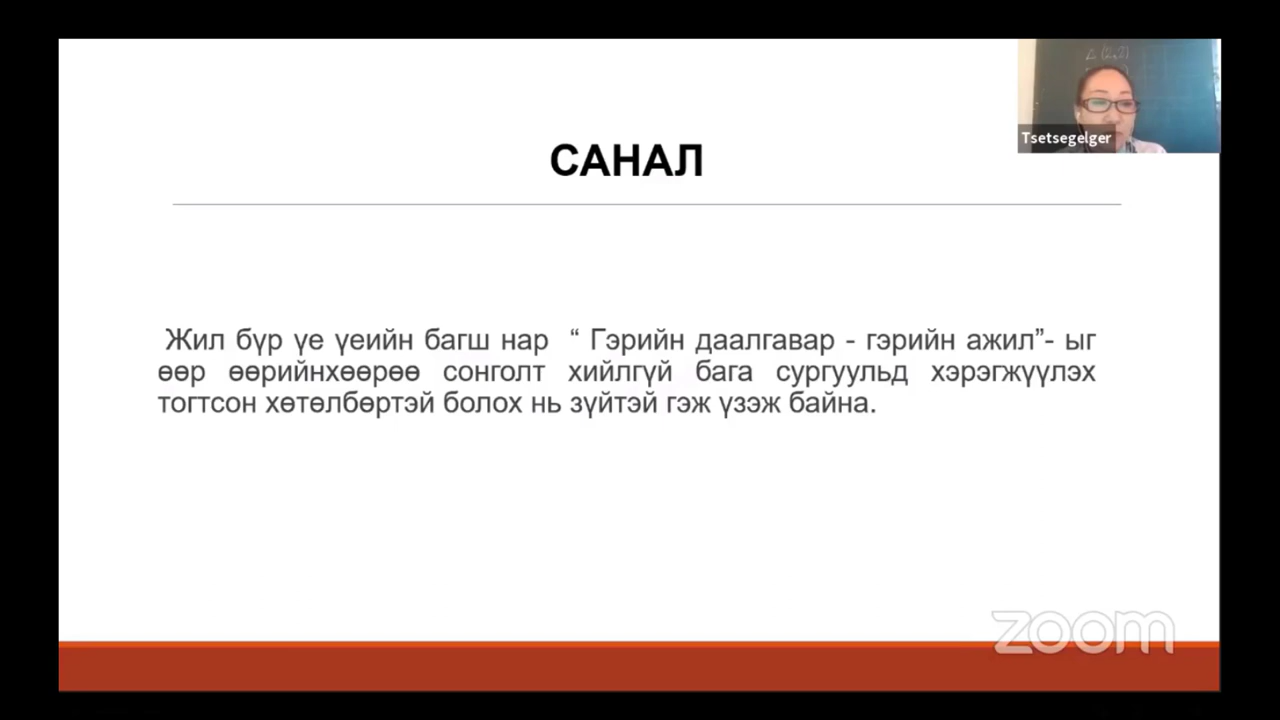 Tsetsegelger
САНАЛ
Жил бүр үе үеийн багш нар “ Гэрийн даалгавар - гэрийн ажил”- ыг
өөр өөрийнхөөрөө сонголт хийлгүй бага сургуульд хэрэгжүүлэх
тогтсон хөтөлбөртэй болох нь зүйтэй гэж үзэж байна.
zoom